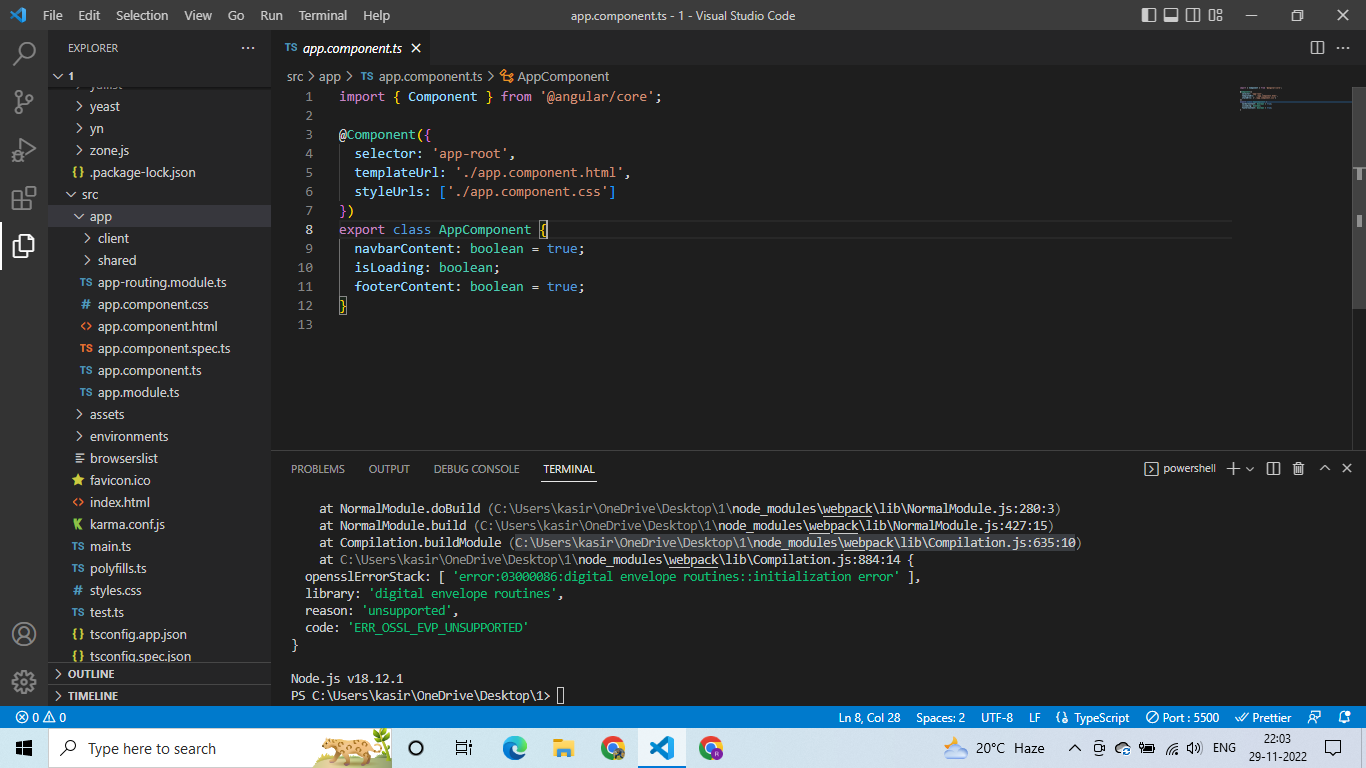 File Edit Selection View Go Run Terminal Help
app.component.ts - 1 - Visual Studio Code
EXPLORER
1
yeast
yn
zone.js
{} .package-lock.json
src
app
client
shared
TS app-routing.module.ts
# app.component.css
<> app.component.html
TS app.component.spec.ts
TS app.component.ts
TS app.module.ts
assets
environments
browserslist
favicon.ico
<> index.html
karma.conf.js
TS main.ts
TS polyfills.ts
# styles.css
TS test.ts
{} tsconfig.app.json
{} tsconfig.spec.json
OUTLINE
TIMELINE
TS app.component.ts
src > app > TS app.component.ts > AppComponent
1 import { Component } from '@angular/core';
2
3 @Component({
4 selector: 'app-root',
5 templateUrl: './app.component.html',
6 styleUrls: ['./app.component.css']
7 })
8 export class AppComponent {
9 navbarContent: boolean = true;
10 isLoading: boolean;
11 footerContent: boolean = true;
12 }
13
PROBLEMS OUTPUT DEBUG CONSOLE TERMINAL
powershell
at NormalModule.doBuild (C:\Users\kasir\OneDrive\Desktop\1\node_modules\webpack\lib\NormalModule.js:280:3)
at NormalModule.build (C:\Users\kasir\OneDrive\Desktop\1\node_modules\webpack\lib\NormalModule.js:427:15)
at Compilation.buildModule (C:\Users\kasir\OneDrive\Desktop\1\node_modules\webpack\lib\Compilation.js:635:10)
at C:\Users\kasir\OneDrive\Desktop\1\node_modules\webpack\lib\Compilation.js:884:14 {
opensslErrorStack: [ 'error:03000086:digital envelope routines::initialization error' ],
library: 'digital envelope routines',
reason: 'unsupported',
code: 'ERR_OSSL_EVP_UNSUPPORTED'
}
Node.js v18.12.1
PS C:\Users\kasir\OneDrive\Desktop\1>
0 0
Ln 8, Col 28 Spaces: 2 UTF-8 LF {} TypeScript Port : 5500 Prettier
Type here to search
20°C Haze
ENG
22:03
29-11-2022